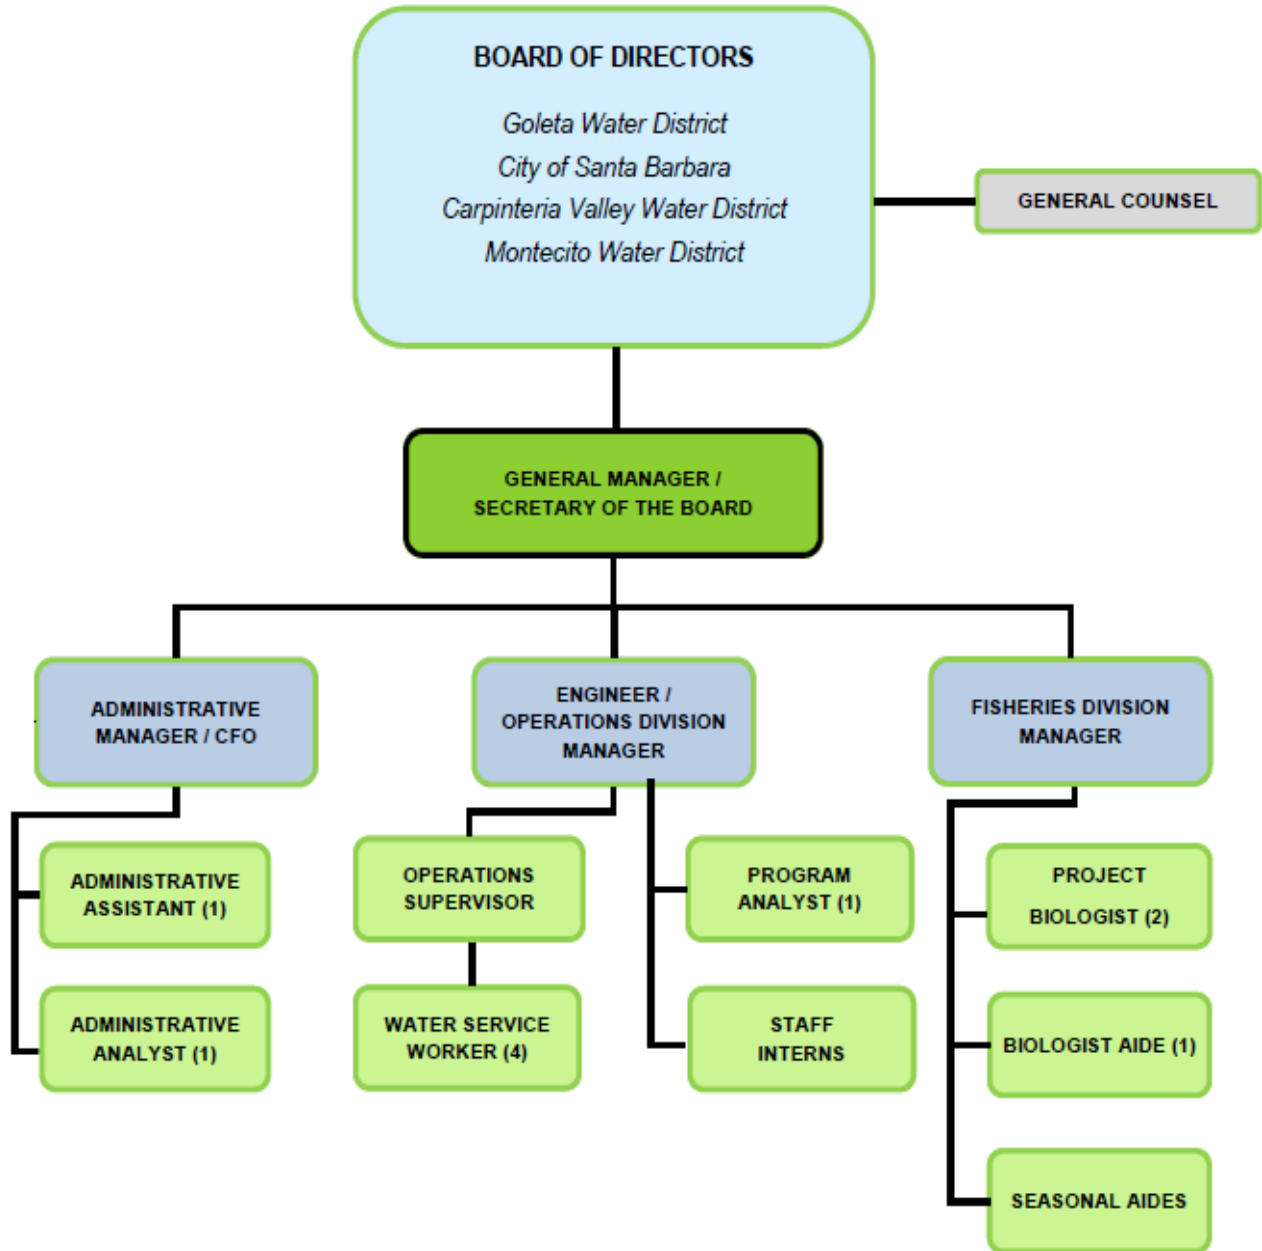 BOARD OF DIRECTORS
Goleta Water District
City of Santa Barbara
Carpinteria Valley Water District
Montecito Water District
GENERAL COUNSEL
GENERAL MANAGER /
SECRETARY OF THE BOARD
ADMINISTRATIVE
MANAGER / CFO
ENGINEER /
OPERATIONS DIVISION
MANAGER
FISHERIES DIVISION
MANAGER
ADMINISTRATIVE
ASSISTANT (1)
OPERATIONS
SUPERVISOR
PROGRAM
ANALYST (1)
PROJECT
BIOLOGIST (2)
ADMINISTRATIVE
ANALYST (1)
WATER SERVICE
WORKER (4)
STAFF
INTERNS
BIOLOGIST AIDE (1)
SEASONAL AIDES